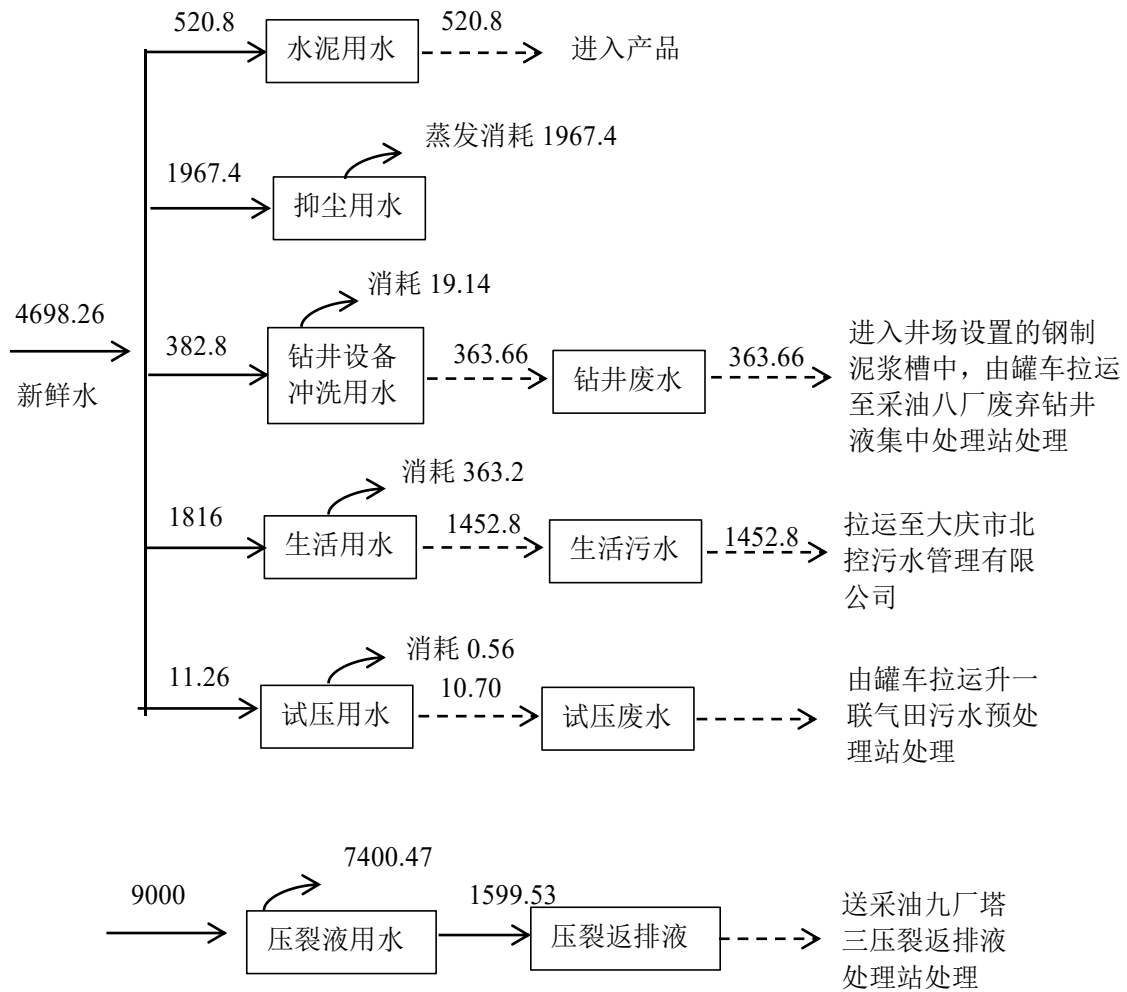 520.8
水泥用水
520.8
进入产品
蒸发消耗 1967.4
1967.4
抑尘用水
消耗 19.14
4698.26
新鲜水
382.8
钻井设备
冲洗用水
363.66
钻井废水
363.66
进入井场设置的钢制
泥浆槽中，由罐车拉运
至采油八厂废弃钻井
液集中处理站处理
消耗 363.2
1816
生活用水
1452.8
生活污水
1452.8
拉运至大庆市北
控污水管理有限
公司
消耗 0.56
11.26
试压用水
10.70
试压废水
由罐车拉运升一
联气田污水预处
理站处理
7400.47
9000
压裂液用水
1599.53
压裂返排液
送采油九厂塔
三压裂返排液
处理站处理